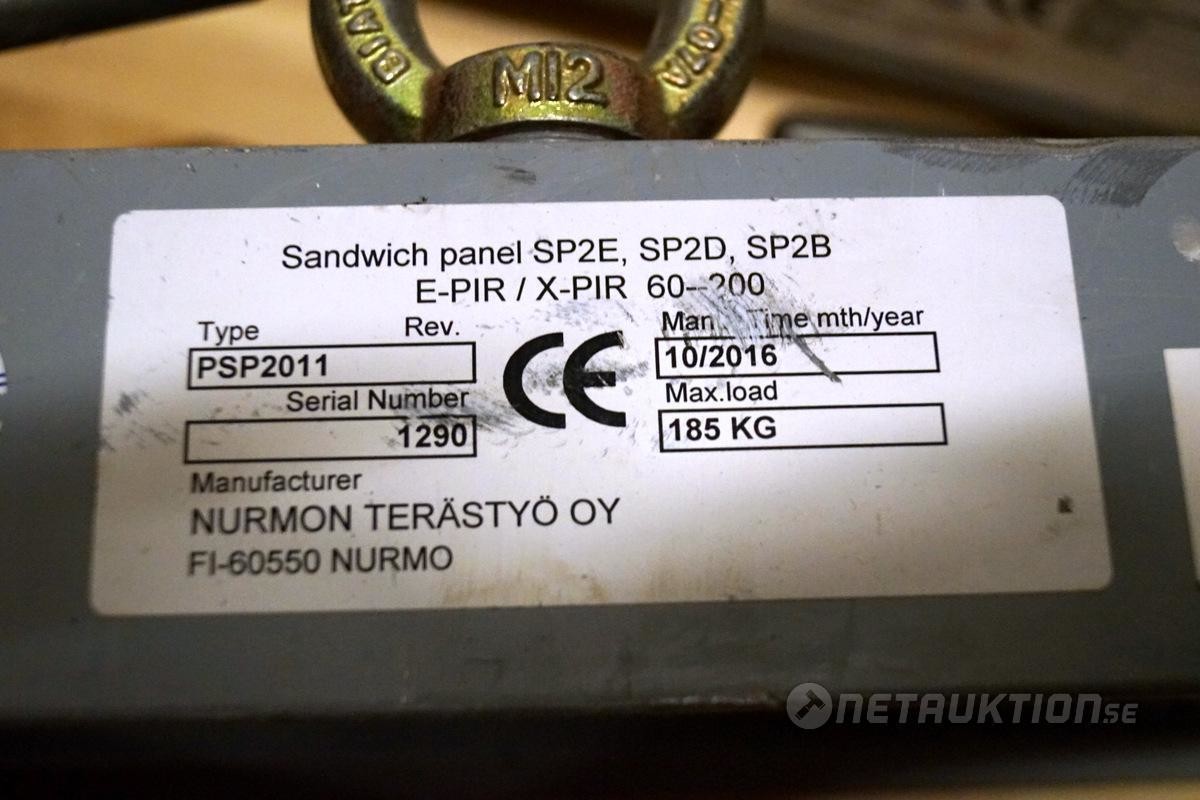 M12
Sandwich panel SP2E, SP2D, SP2B
E-PIR / X-PIR 60–200
Type Rev.
PSP2011
Serial Number
1290
CE
Man Time mth/year
10/2016
Max.load
185 KG
Manufacturer
NURMON TERÄSTYÖ OY
FI-60550 NURMO
NETAUKTION.SE